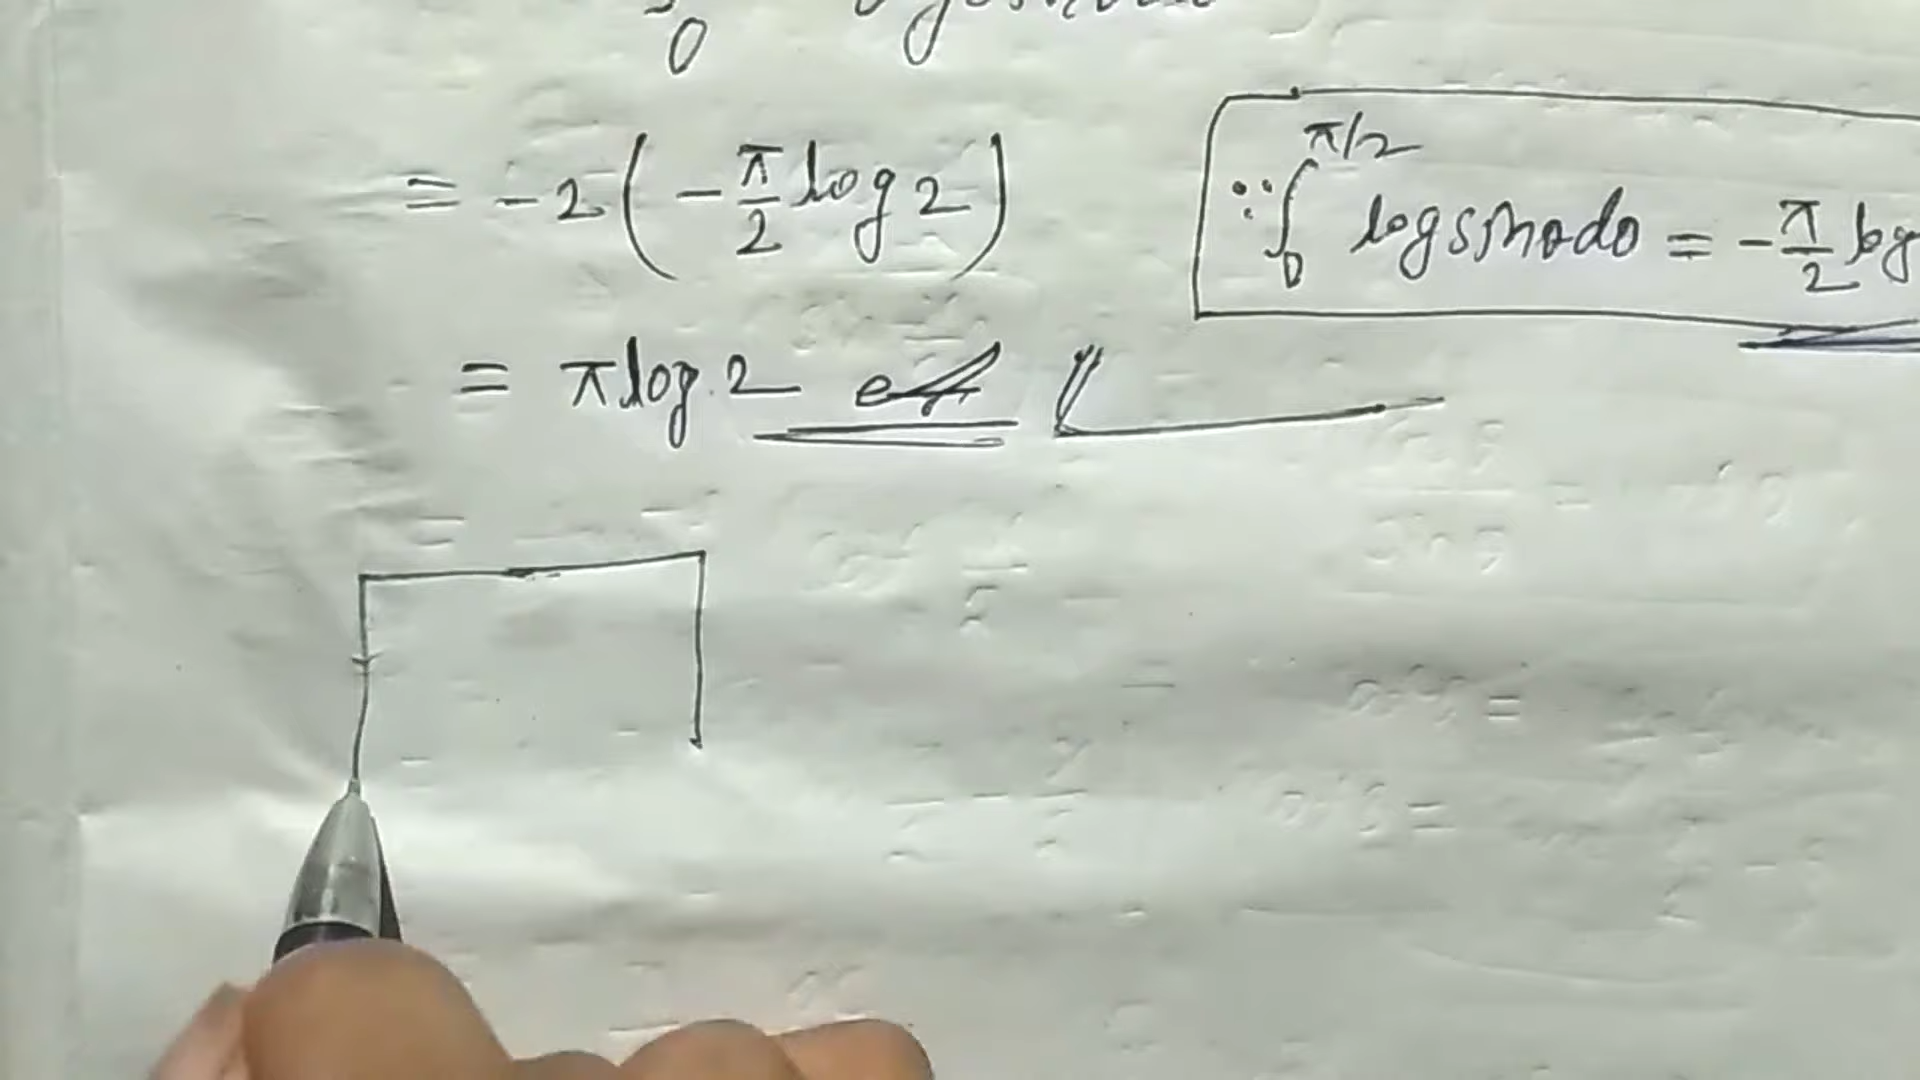 = -2(-π/2 log 2)
∵∫₀^π/2 logsinθdθ = -π/2 log
= π log 2